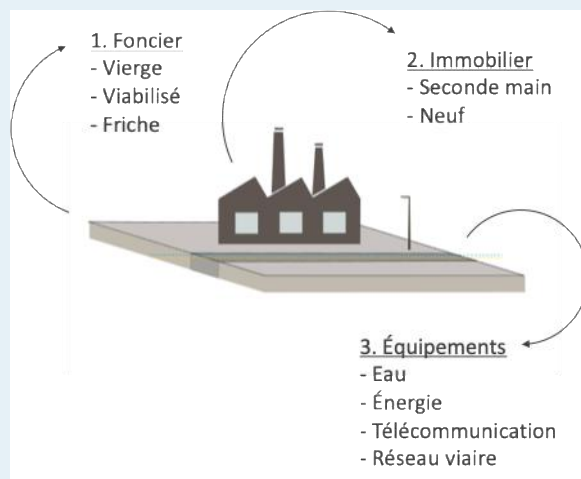 1. Foncier
- Vierge
- Viabilisé
- Friche
2. Immobilier
- Seconde main
- Neuf
3. Équipements
- Eau
- Énergie
- Télécommunication
- Réseau viaire